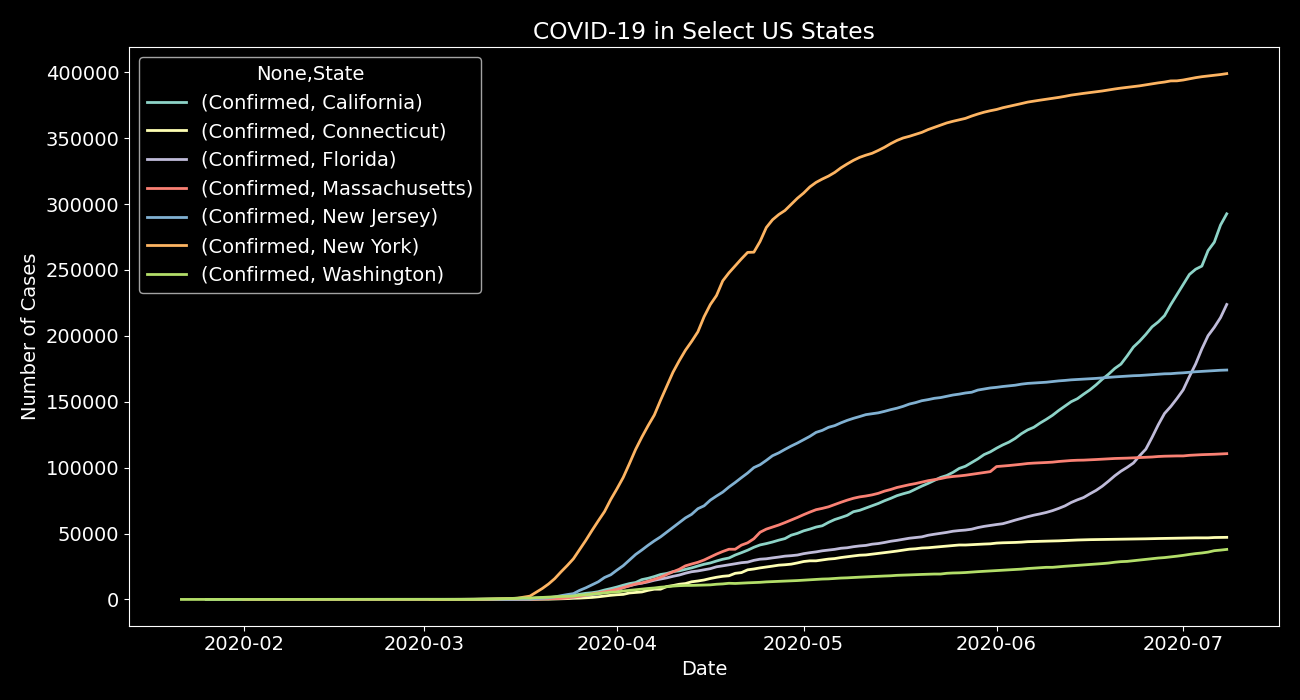 COVID-19 in Select US States
400000
350000
300000
250000
200000
150000
100000
50000
0
Number of Cases
None,State
(Confirmed, California)
(Confirmed, Connecticut)
(Confirmed, Florida)
(Confirmed, Massachusetts)
(Confirmed, New Jersey)
(Confirmed, New York)
(Confirmed, Washington)
2020-02
2020-03
2020-04
2020-05
2020-06
2020-07
Date